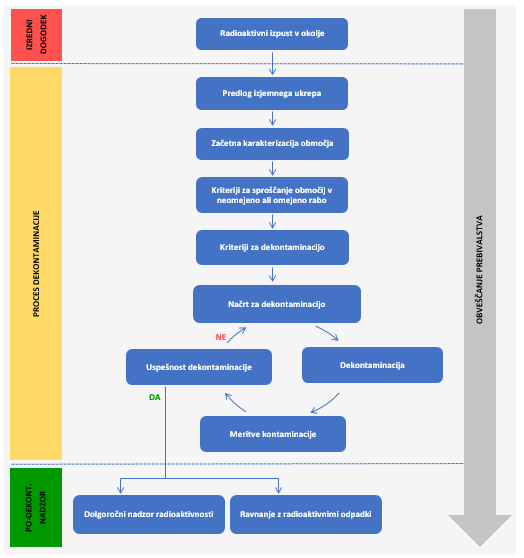 IZREDNI
DOGODEK
Radioaktivni izpust v okolje
PROCES DEKONTAMINACIJE
Predlog izjemnega ukrepa
Začetna karakterizacija območja
Kriteriji za sproščanje območij v
neomejeno ali omejeno rabo
Kriteriji za dekontaminacijo
Načrt za dekontaminacijo
NE
Uspešnost dekontaminacije
Dekontaminacija
DA
Meritve kontaminacije
OBVEŠČANJE PREBIVALSTVA
PO-DEKONT.
NADZOR
Dolgoročni nadzor radioaktivnosti
Ravnanje z radioaktivnimi odpadki